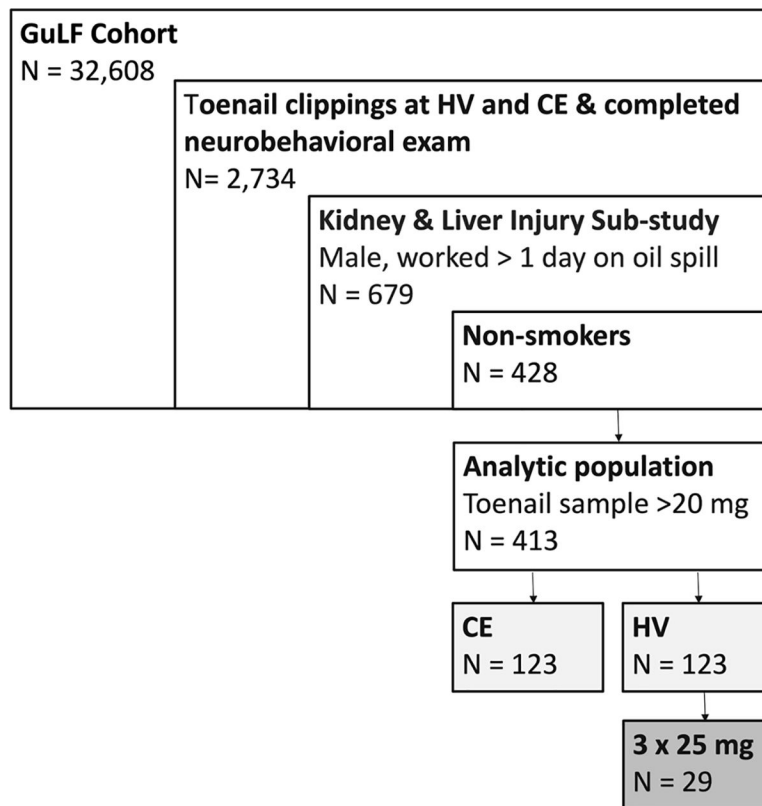 GuLF Cohort
N = 32,608
Toenail clippings at HV and CE & completed
neurobehavioral exam
N= 2,734
Kidney & Liver Injury Sub-study
Male, worked > 1 day on oil spill
N = 679
Non-smokers
N = 428
Analytic population
Toenail sample >20 mg
N = 413
CE
N = 123
HV
N = 123
3 x 25 mg
N = 29